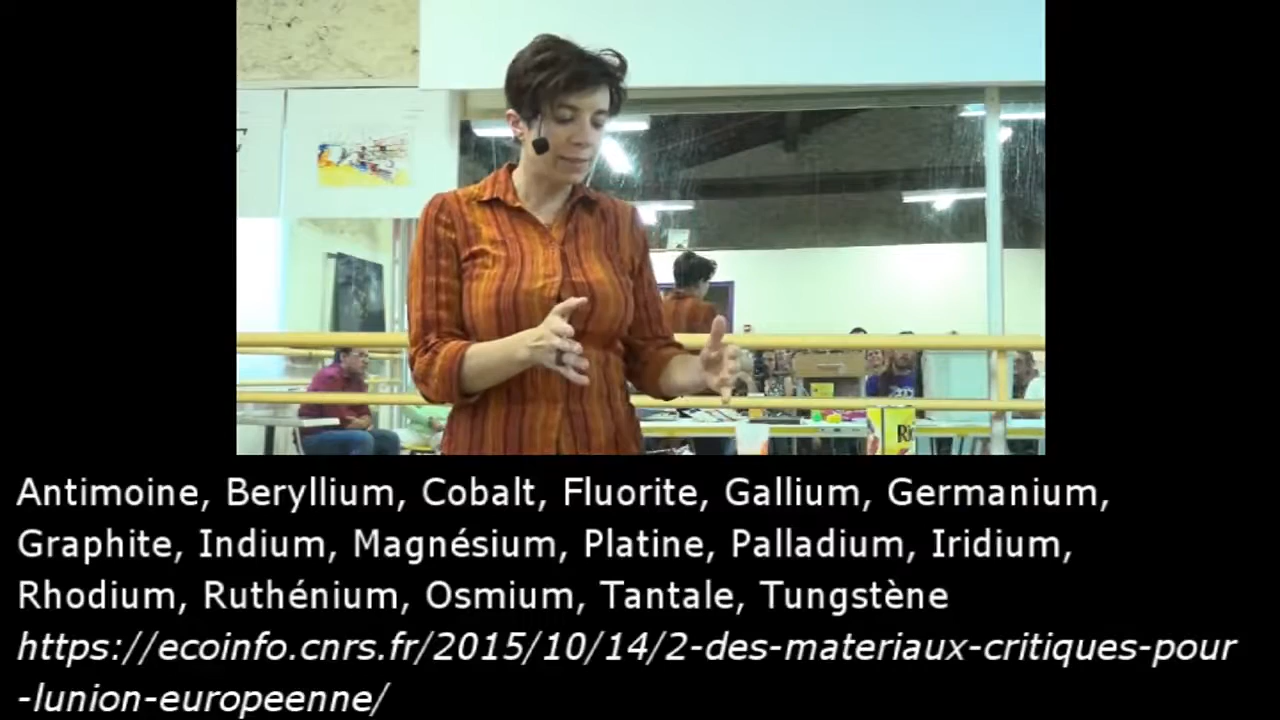 Ri
Antimoine, Beryllium, Cobalt, Fluorite, Gallium, Germanium,
Graphite, Indium, Magnésium, Platine, Palladium, Iridium,
Rhodium, Ruthénium, Osmium, Tantale, Tungstène
https://ecoinfo.cnrs.fr/2015/10/14/2-des-materiaux-critiques-pour
-lunion-europeenne/